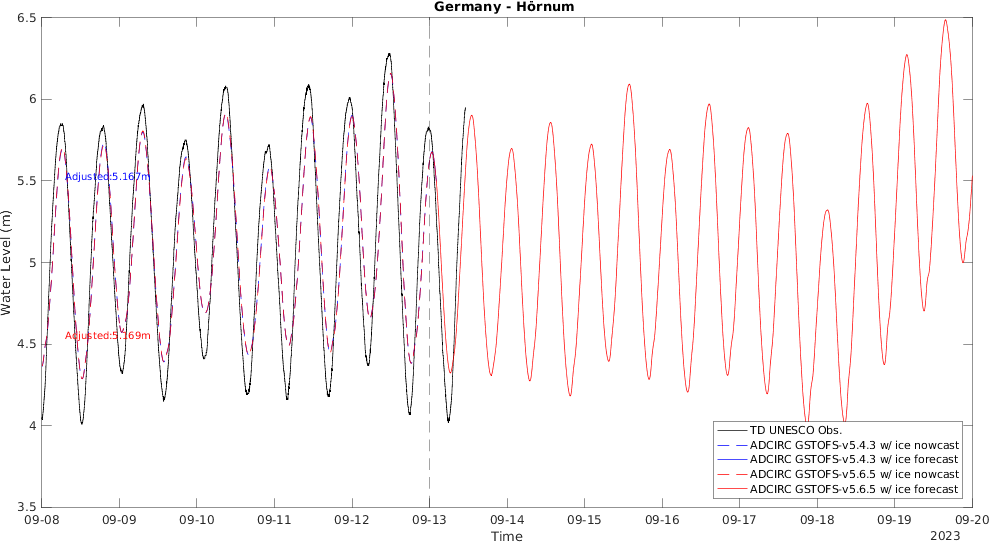 Germany - Hörnum
6.5
6
5.5
5
4.5
4
3.5
Water Level (m)
Adjusted:5.167m
Adjusted:5.169m
TD UNESCO Obs.
ADCIRC GSTOFS-v5.4.3 w/ ice nowcast
ADCIRC GSTOFS-v5.4.3 w/ ice forecast
ADCIRC GSTOFS-v5.6.5 w/ ice nowcast
ADCIRC GSTOFS-v5.6.5 w/ ice forecast
09-08 09-09 09-10 09-11 09-12 09-13 09-14 09-15 09-16 09-17 09-18 09-19 09-20
Time
2023